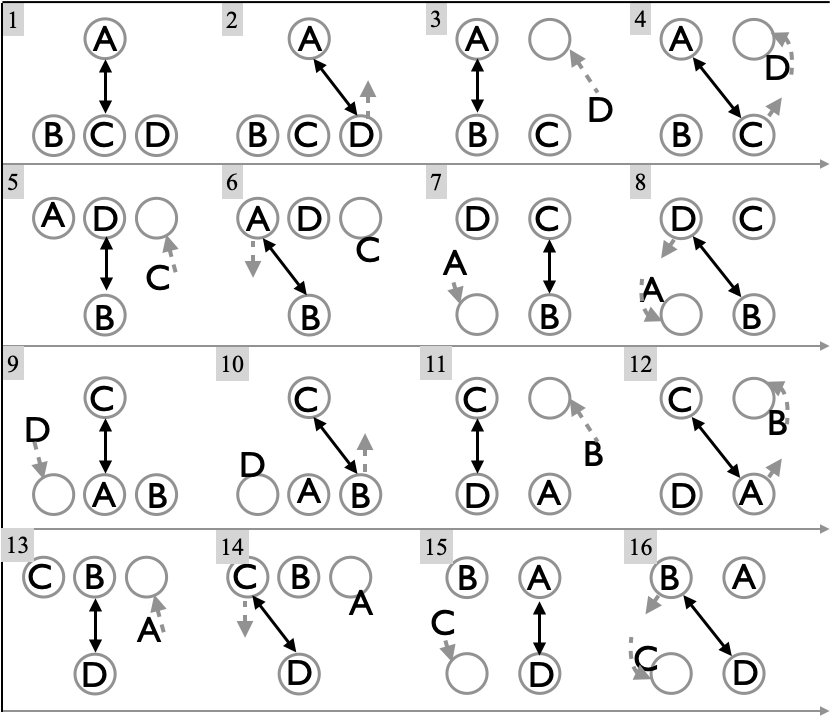 1 2 3 4
A A A A D
D
B C D B C D B C B C
5 6 7 8
A D A D D C D C
C C A A
B B B B
9 10 11 12
C C C C
D D B B
A B A B D A D A
13 14 15 16
C B C B B A B A
A A C C
D D D D